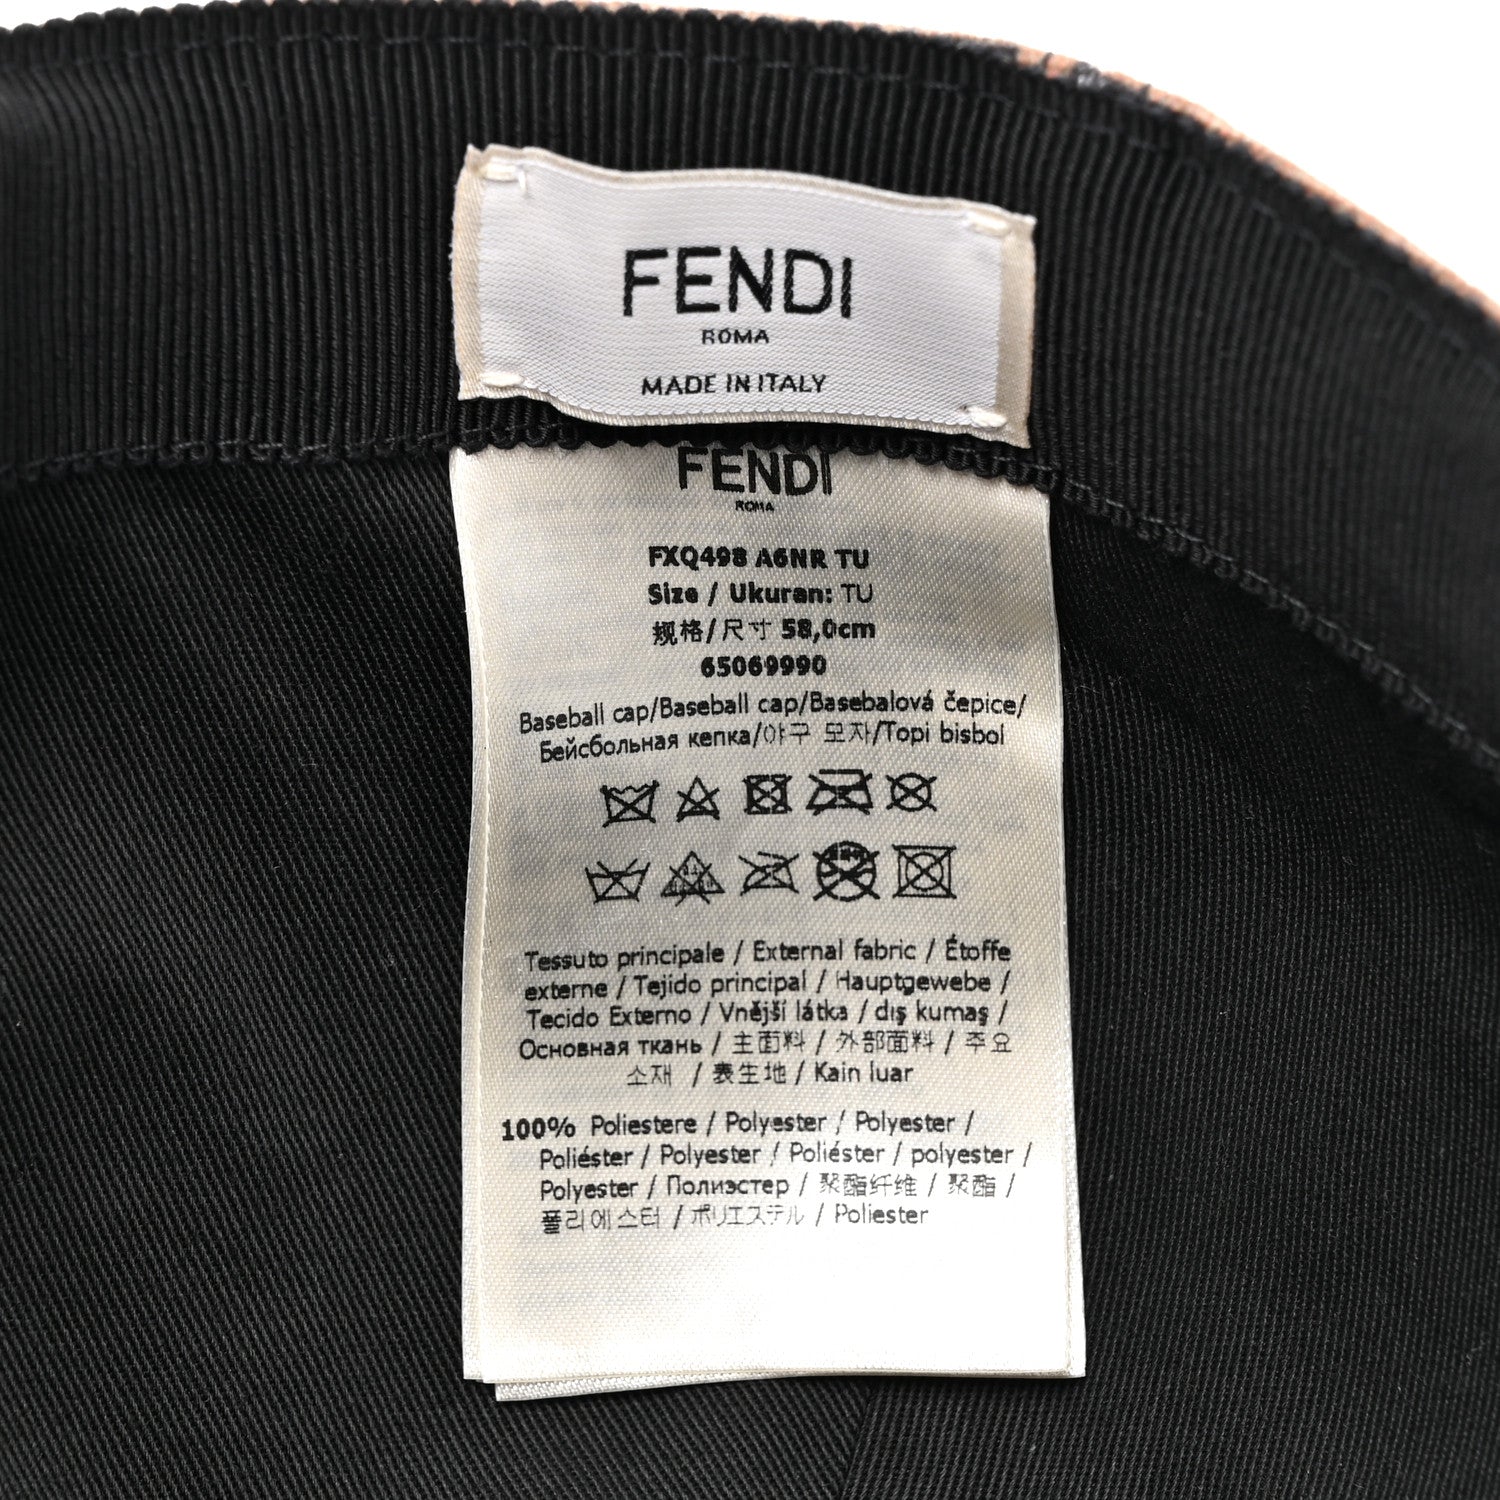 FENDI
ROMA
MADE IN ITALY
FENDI
ROMA
FXQ498 A6NR TU
Size / Ukuran: TU
规格/尺寸 58,0cm
65069990
Baseball cap/Baseball cap/Basebalová čepice/
Бейсбольная кепка/야구 모자/Topi bisbol
Tessuto principale / External fabric / Étoffe
externe / Tejido principal / Hauptgewebe /
Tecido Externo / Vnější látka / dış kumaş /
Основная ткань / 主面料 / 外部面料 / 주요
소재 / 表生地 / Kain luar
100% Poliestere / Polyester / Polyester /
Poliéster / Polyester / Poliéster / polyester /
Polyester / Полиэстер / 聚酯纤维 / 聚酯 /
폴리에스터 / ポリエステル / Poliester